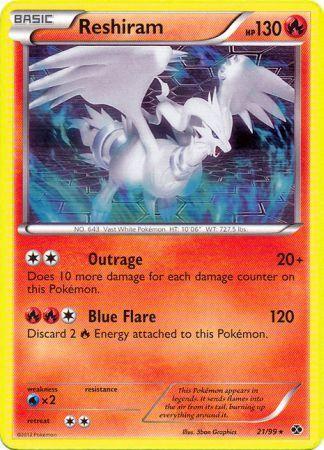 BASIC
Reshiram HP130
NO. 643 Vast White Pokémon. HT: 10'06" WT: 727.5 lbs.
Outrage 20+
Does 10 more damage for each damage counter on
this Pokémon.
Blue Flare 120
Discard 2 Energy attached to this Pokémon.
weakness resistance
×2
This Pokémon appears in
legends. It sends flames into
the air from its tail, burning up
everything around it.
retreat
©2012 Pokémon Illus. 5ban Graphics 21/99